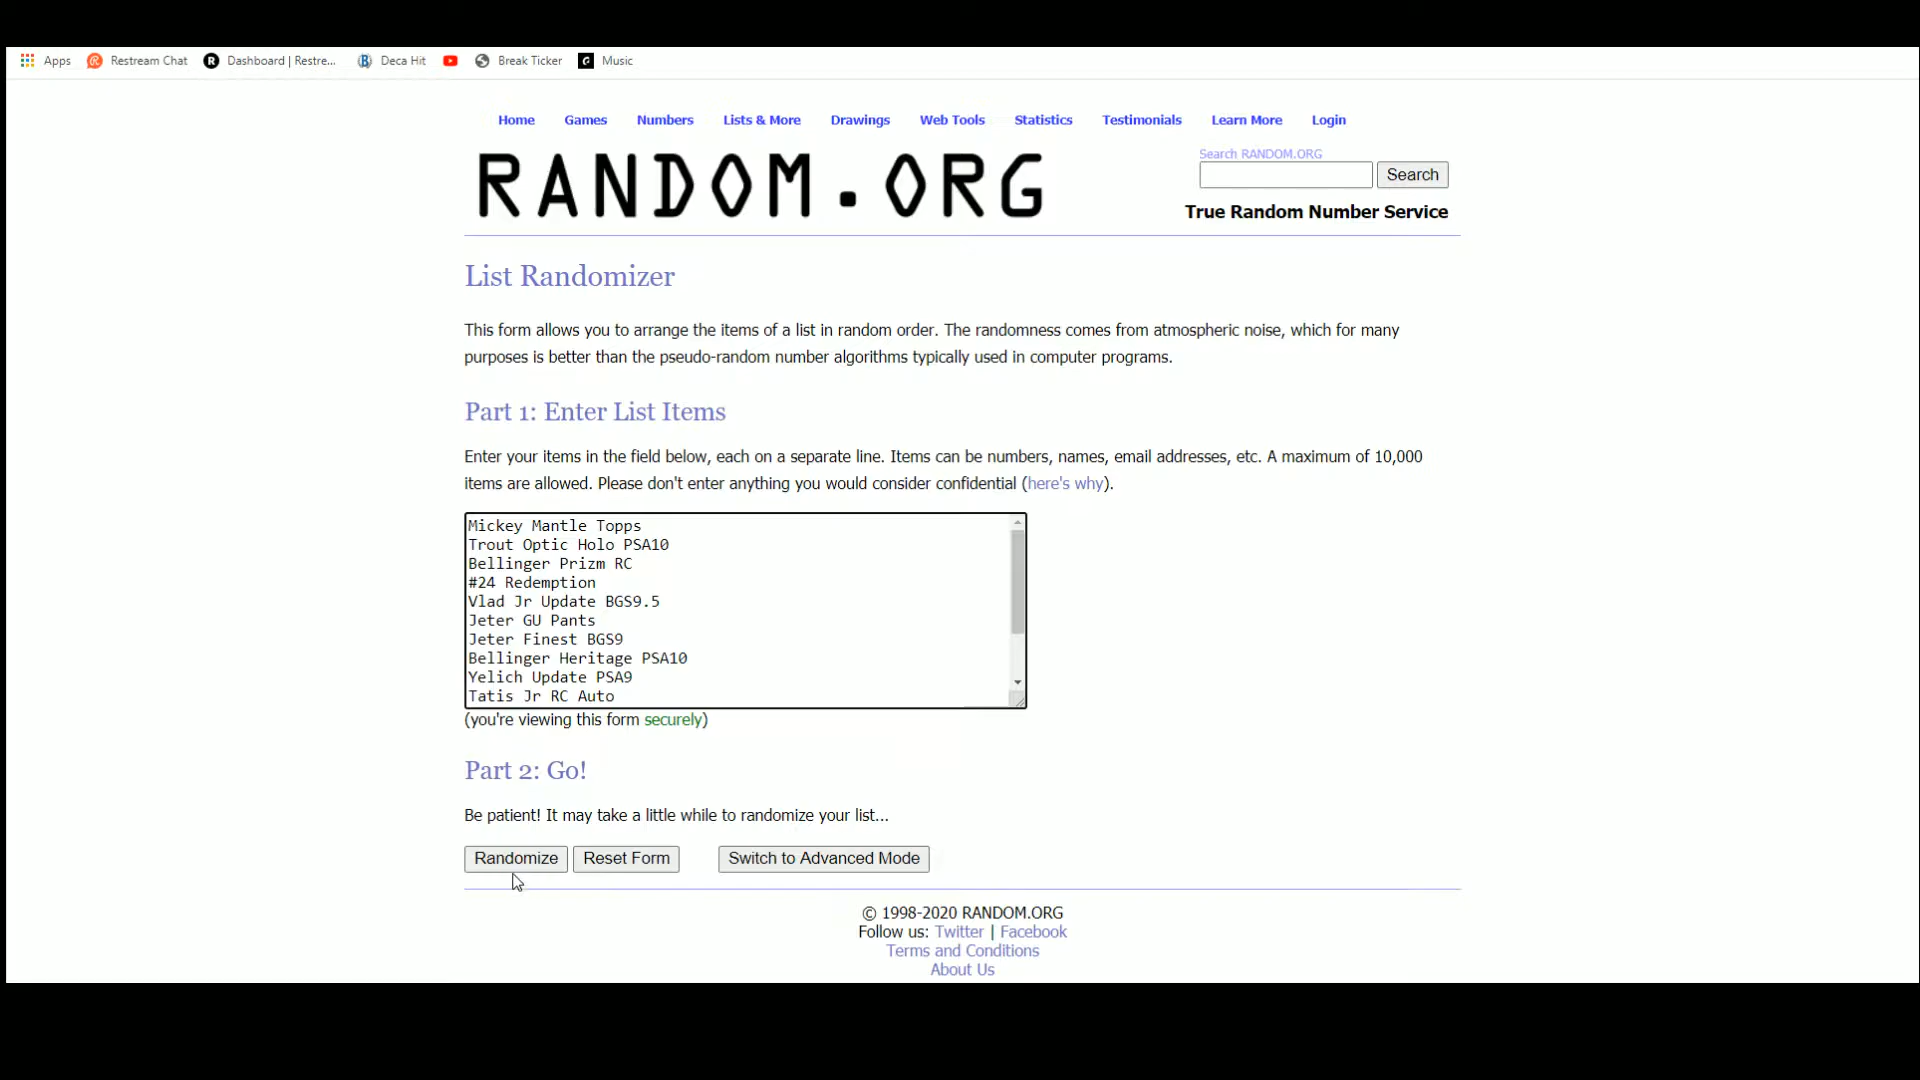 Apps Restream Chat Dashboard | Restre... Deca Hit Break Ticker Music
Home Games Numbers Lists & More Drawings Web Tools Statistics Testimonials Learn More Login
RANDOM.ORG
Search RANDOM.ORG
Search
True Random Number Service
List Randomizer
This form allows you to arrange the items of a list in random order. The randomness comes from atmospheric noise, which for many
purposes is better than the pseudo-random number algorithms typically used in computer programs.
Part 1: Enter List Items
Enter your items in the field below, each on a separate line. Items can be numbers, names, email addresses, etc. A maximum of 10,000
items are allowed. Please don't enter anything you would consider confidential (here's why).
Mickey Mantle Topps
Trout Optic Holo PSA10
Bellinger Prizm RC
#24 Redemption
Vlad Jr Update BGS9.5
Jeter GU Pants
Jeter Finest BGS9
Bellinger Heritage PSA10
Yelich Update PSA9
Tatis Jr RC Auto
(you're viewing this form securely)
Part 2: Go!
Be patient! It may take a little while to randomize your list...
Randomize Reset Form Switch to Advanced Mode
© 1998-2020 RANDOM.ORG
Follow us: Twitter | Facebook
Terms and Conditions
About Us